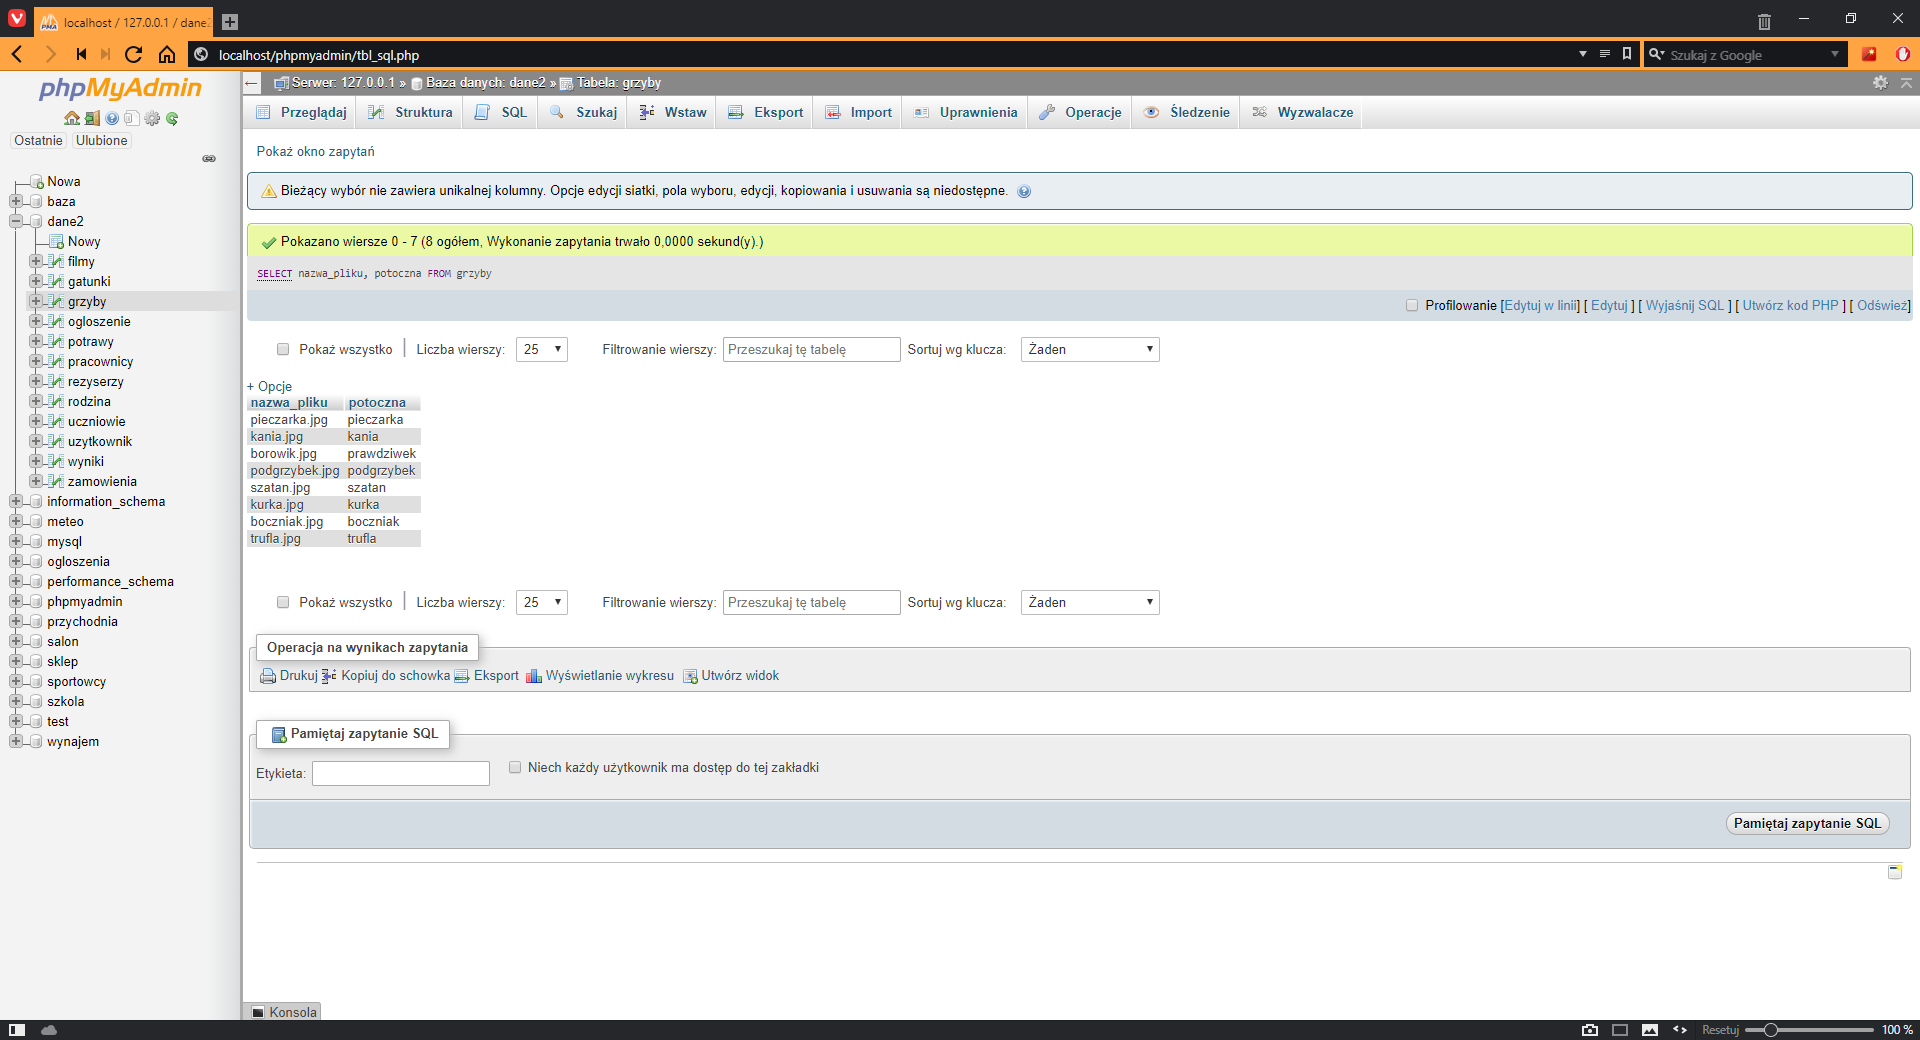 localhost / 127.0.0.1 / dane2
localhost/phpmyadmin/tbl_sql.php
Szukaj z Google
phpMyAdmin
Ostatnie Ulubione
Nowa
baza
dane2
Nowy
filmy
gatunki
grzyby
ogloszenie
potrawy
pracownicy
rezyserzy
rodzina
uczniowie
uzytkownik
wyniki
zamowienia
information_schema
meteo
mysql
ogloszenia
performance_schema
phpmyadmin
przychodnia
salon
sklep
sportowcy
szkola
test
wynajem
Serwer: 127.0.0.1 » Baza danych: dane2 » Tabela: grzyby
Przeglądaj Struktura SQL Szukaj Wstaw Eksport Import Uprawnienia Operacje Śledzenie Wyzwalacze
Pokaż okno zapytań
Bieżący wybór nie zawiera unikalnej kolumny. Opcje edycji siatki, pola wyboru, edycji, kopiowania i usuwania są niedostępne.
Pokazano wiersze 0 - 7 (8 ogółem, Wykonanie zapytania trwało 0,0000 sekund(y).)
SELECT nazwa_pliku, potoczna FROM grzyby
Profilowanie [Edytuj w linii] [ Edytuj ] [ Wyjaśnij SQL ] [ Utwórz kod PHP ] [ Odśwież]
Pokaż wszystko | Liczba wierszy: 25 Filtrowanie wierszy: Przeszukaj tę tabelę Sortuj wg klucza: Żaden
+ Opcje
nazwa_pliku potoczna
pieczarka.jpg pieczarka
kania.jpg kania
borowik.jpg prawdziwek
podgrzybek.jpg podgrzybek
szatan.jpg szatan
kurka.jpg kurka
boczniak.jpg boczniak
trufla.jpg trufla
Pokaż wszystko | Liczba wierszy: 25 Filtrowanie wierszy: Przeszukaj tę tabelę Sortuj wg klucza: Żaden
Operacja na wynikach zapytania
Drukuj Kopiuj do schowka Eksport Wyświetlanie wykresu Utwórz widok
Pamiętaj zapytanie SQL
Etykieta: Niech każdy użytkownik ma dostęp do tej zakładki
Pamiętaj zapytanie SQL
Konsola
Resetuj 100 %